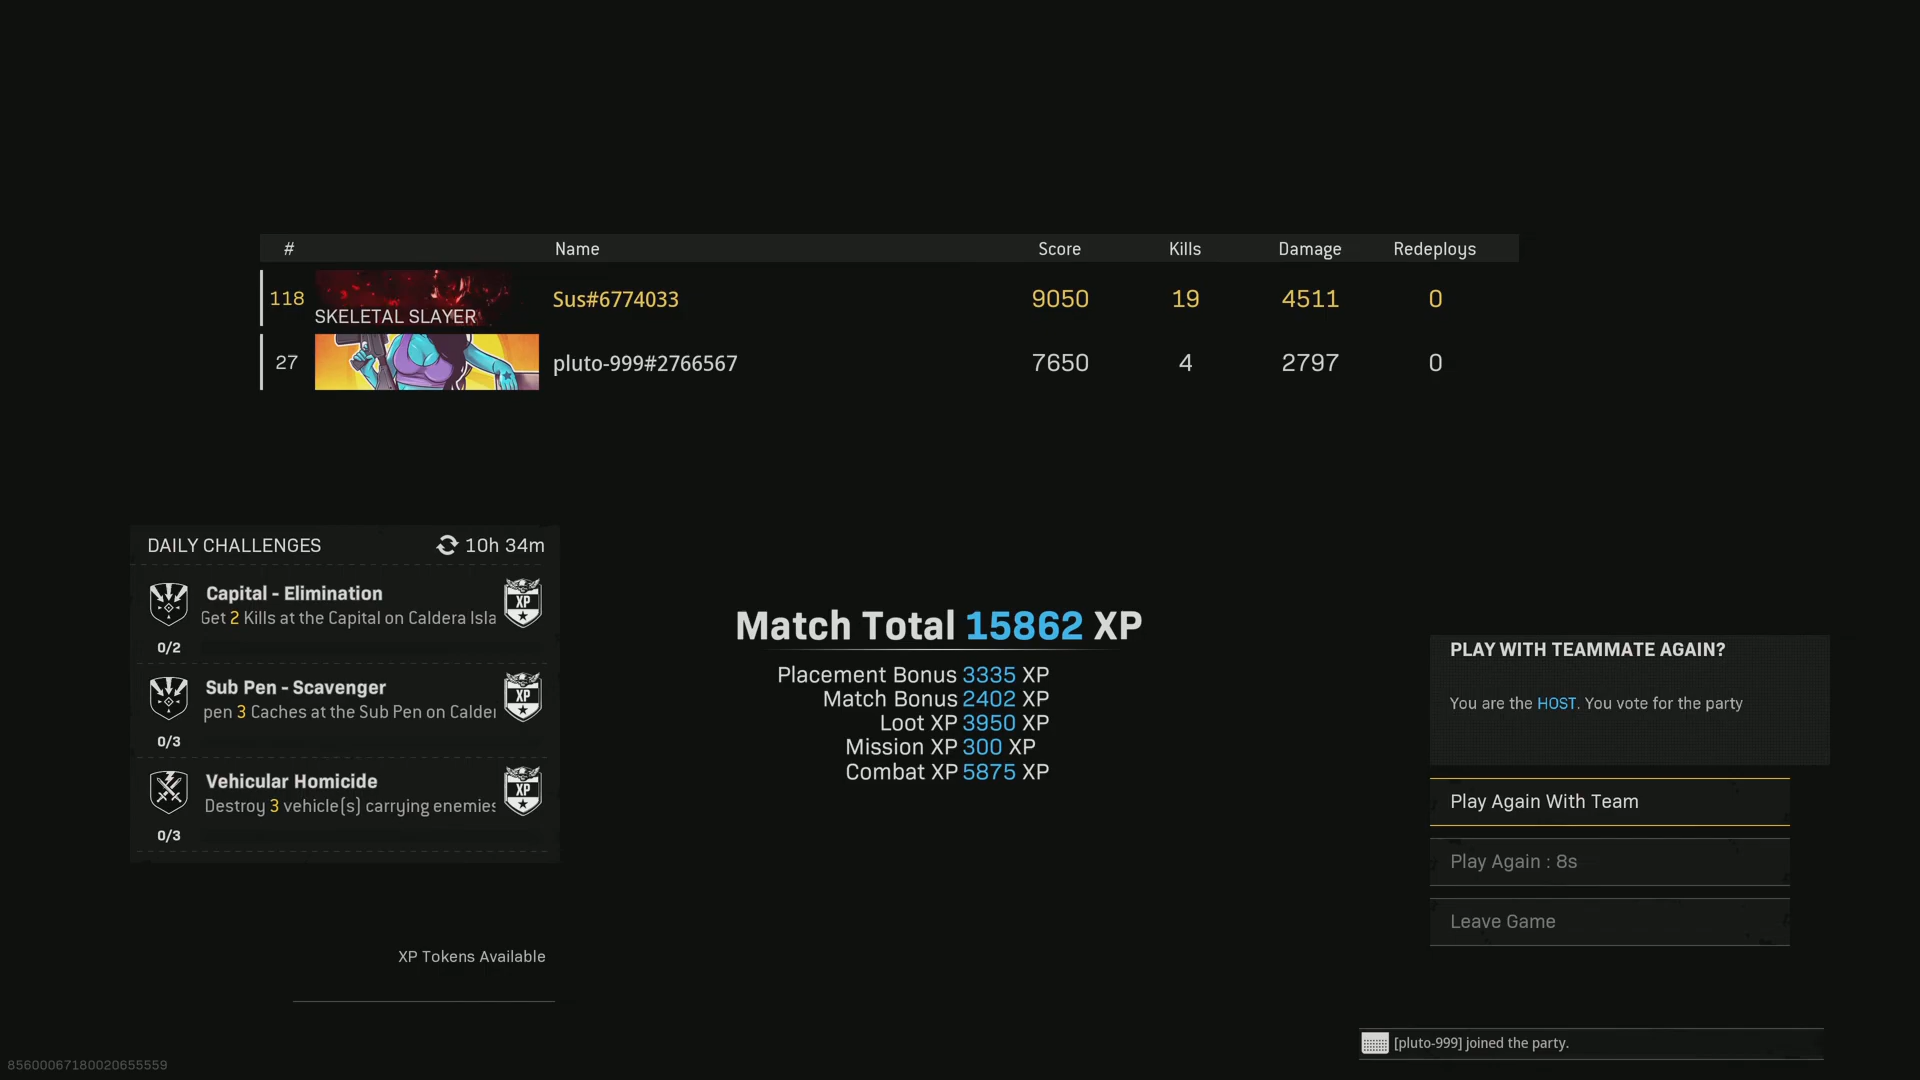 # Name Score Kills Damage Redeploys
118 SKELETAL SLAYER Sus#6774033 9050 19 4511 0
27 pluto-999#2766567 7650 4 2797 0
DAILY CHALLENGES 10h 34m
Capital - Elimination
Get 2 Kills at the Capital on Caldera Isla
XP
0/2
Sub Pen - Scavenger
pen 3 Caches at the Sub Pen on Calder
XP
0/3
Vehicular Homicide
Destroy 3 vehicle(s) carrying enemies
XP
0/3
XP Tokens Available
Match Total 15862 XP
Placement Bonus 3335 XP
Match Bonus 2402 XP
Loot XP 3950 XP
Mission XP 300 XP
Combat XP 5875 XP
PLAY WITH TEAMMATE AGAIN?
You are the HOST. You vote for the party
Play Again With Team
Play Again : 8s
Leave Game
[pluto-999] joined the party.
85600067180020655559